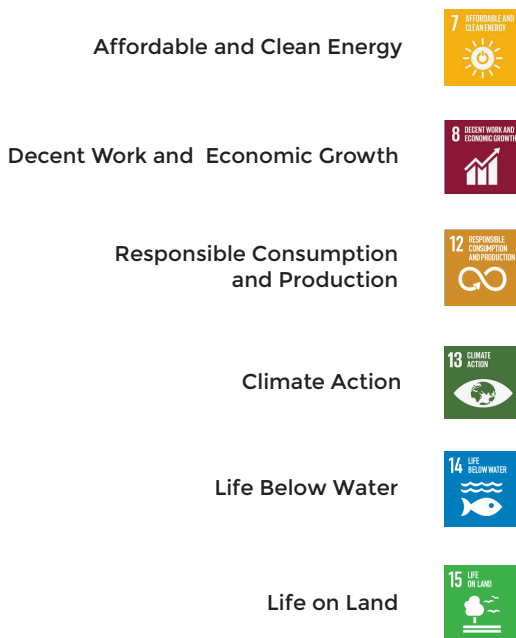 Affordable and Clean Energy
7 AFFORDABLE AND
CLEAN ENERGY
Decent Work and Economic Growth
8 DECENT WORK AND
ECONOMIC GROWTH
Responsible Consumption
and Production
12 RESPONSIBLE
CONSUMPTION
AND PRODUCTION
Climate Action
13 CLIMATE
ACTION
Life Below Water
14 LIFE
BELOW WATER
Life on Land
15 LIFE
ON LAND